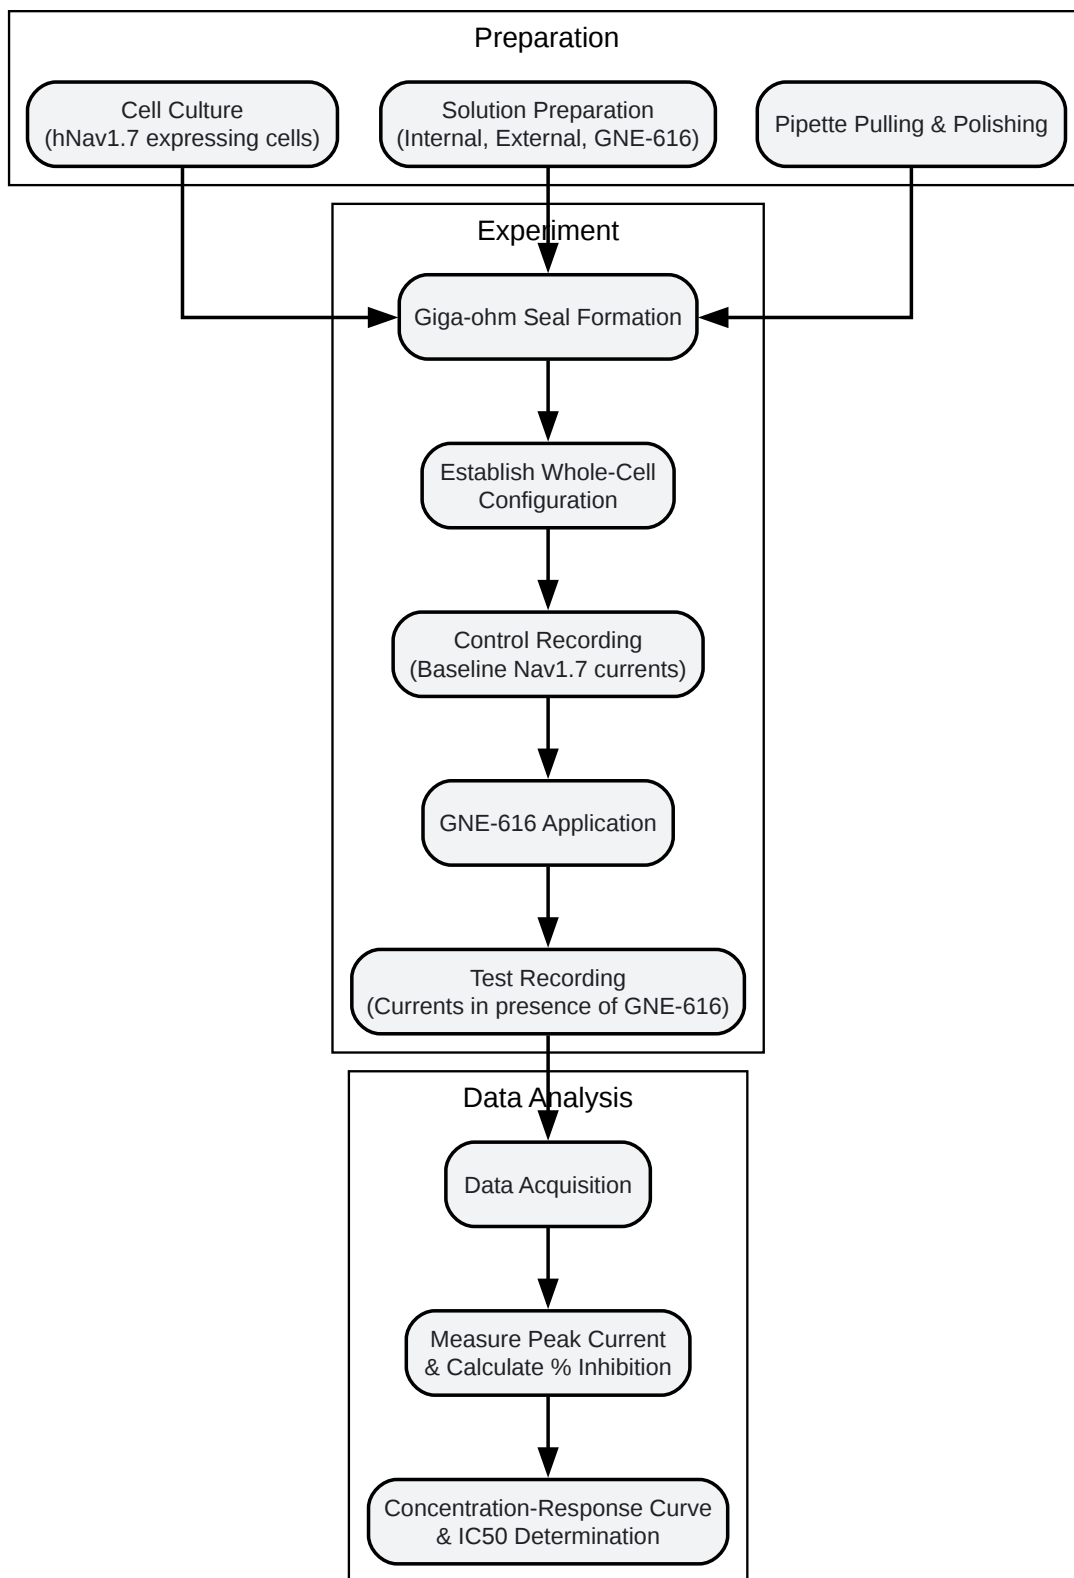 Preparation
Cell Culture
(hNav1.7 expressing cells)
Solution Preparation
(Internal, External, GNE-616)
Pipette Pulling & Polishing
Experiment
Giga-ohm Seal Formation
Establish Whole-Cell
Configuration
Control Recording
(Baseline Nav1.7 currents)
GNE-616 Application
Test Recording
(Currents in presence of GNE-616)
Data Analysis
Data Acquisition
Measure Peak Current
& Calculate % Inhibition
Concentration-Response Curve
& IC50 Determination